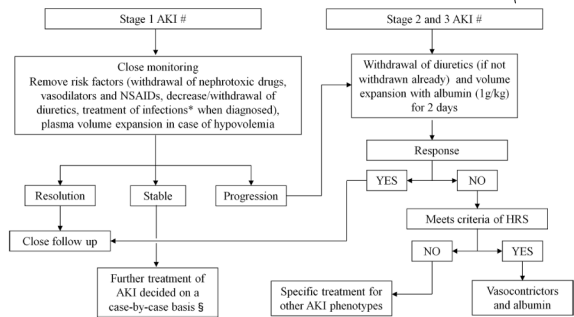 Stage 1 AKI #
Stage 2 and 3 AKI #
Close monitoring
Remove risk factors (withdrawal of nephrotoxic drugs,
vasodilators and NSAIDs, decrease/withdrawal of
diuretics, treatment of infections* when diagnosed),
plasma volume expansion in case of hypovolemia
Withdrawal of diuretics (if not
withdrawn already) and volume
expansion with albumin (1g/kg)
for 2 days
Response
Resolution
Stable
Progression
YES
NO
Close follow up
Meets criteria of HRS
NO
YES
Further treatment of
AKI decided on a
case-by-case basis §
Specific treatment for
other AKI phenotypes
Vasocontrictors
and albumin